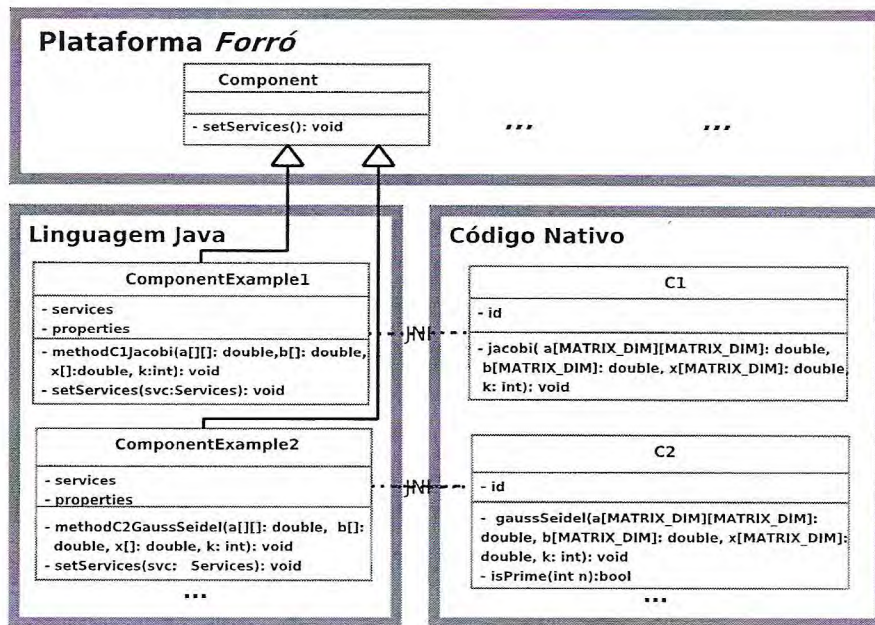 Plataforma Forró
Component
- setServices(): void
...
...
Linguagem Java
ComponentExample1
- services
- properties
- methodC1Jacobi(a[][]: double,b[]: double,
x[]:double, k:int): void
- setServices(svc:Services): void
ComponentExample2
- services
- properties
- methodC2GaussSeidel(a[][]: double, b[]:
double, x[]: double, k: int): void
- setServices(svc: Services): void
...
JNI
JNI
Código Nativo
C1
- id
- jacobi( a[MATRIX_DIM][MATRIX_DIM]: double,
b[MATRIX_DIM]: double, x[MATRIX_DIM]: double,
k: int): void
C2
- id
- gaussSeidel(a[MATRIX_DIM][MATRIX_DIM]:
double, b[MATRIX_DIM]: double, x[MATRIX_DIM]:
double, k: int): void
- isPrime(int n):bool
...